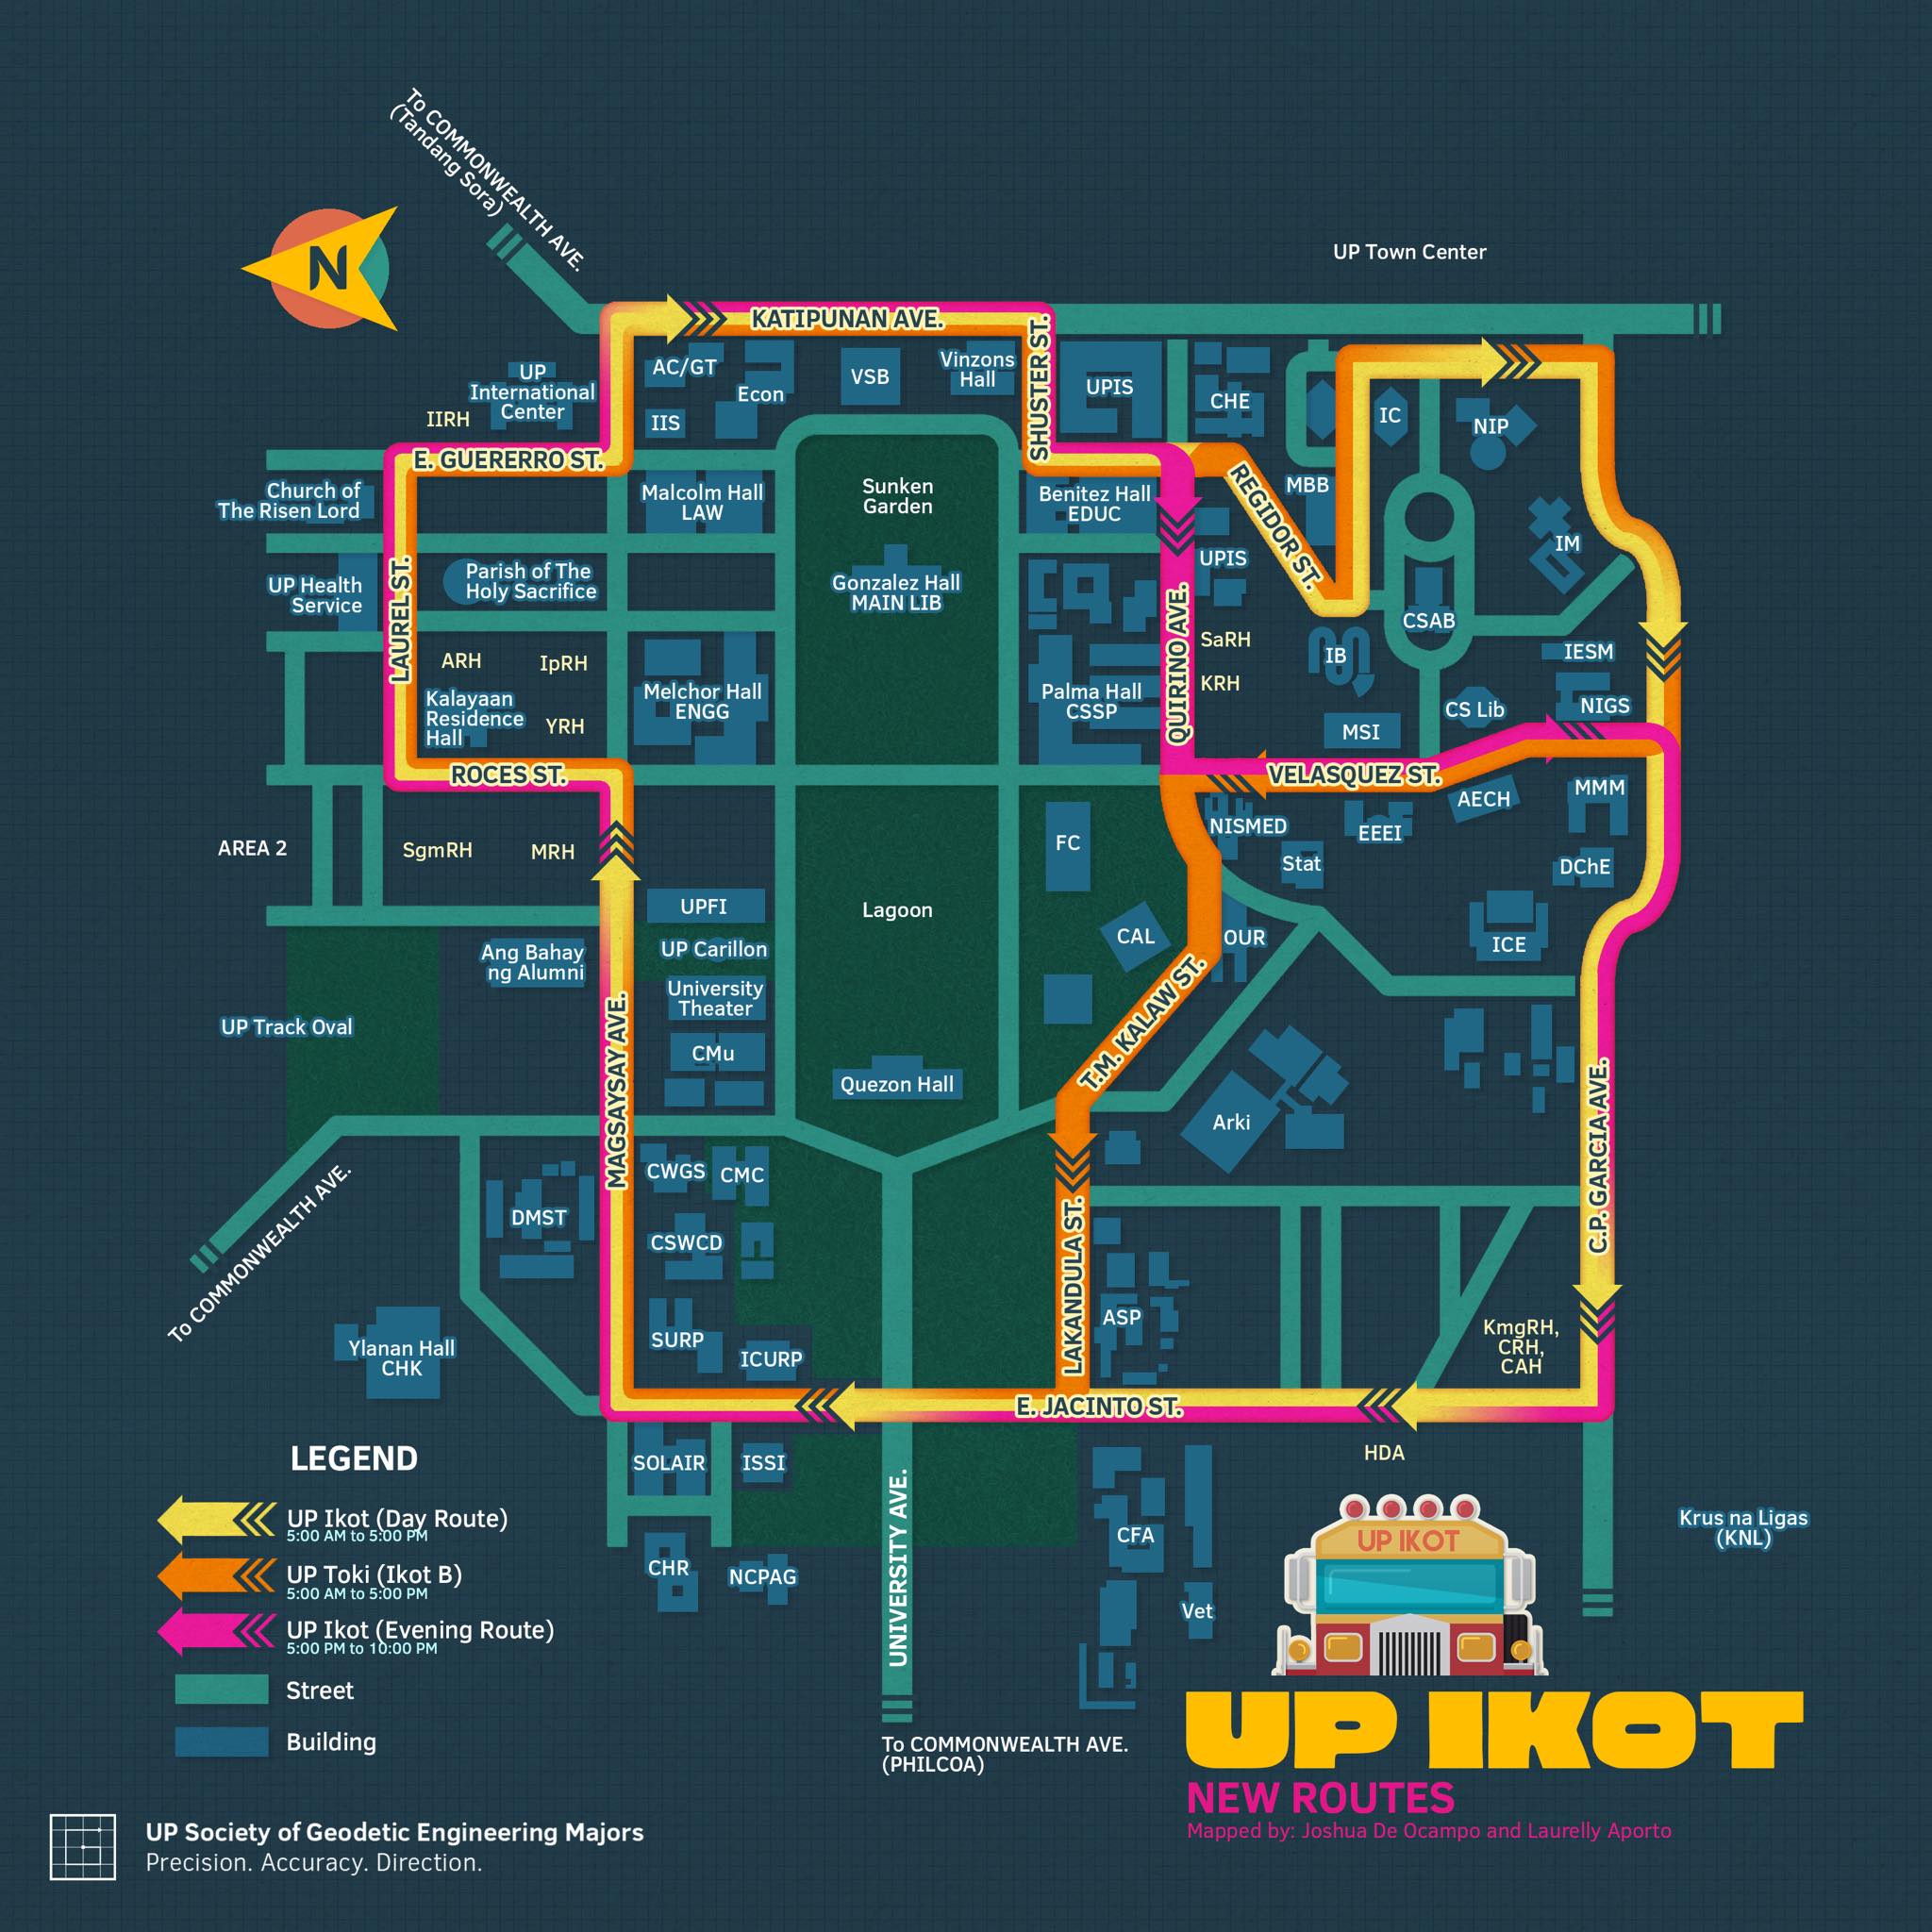 UP IKOT
NEW ROUTES
Mapped by: Joshua De Ocampo and Laurelly Aporto
UP Society of Geodetic Engineering Majors
Precision. Accuracy. Direction.
LEGEND
UP Ikot (Day Route)
5:00 AM to 5:00 PM
UP Toki (Ikot B)
5:00 AM to 5:00 PM
UP Ikot (Evening Route)
5:00 PM to 10:00 PM
Street
Building
N
UP IKOT
To COMMONWEALTH AVE.
(Tandang Sora)
To COMMONWEALTH AVE.
To COMMONWEALTH AVE.
(PHILCOA)
UP Town Center
Krus na Ligas
(KNL)
AREA 2
UP Track Oval
Church of
The Risen Lord
UP Health
Service
LAUREL ST.
E. GUERRERO ST.
ROCES ST.
MAGSAYSAY AVE.
KATIPUNAN AVE.
SHUSTER ST.
QUIRINO AVE.
REGIDOR ST.
VELASQUEZ ST.
T.M. KALAW ST.
LAKANDULA ST.
E. JACINTO ST.
UNIVERSITY AVE.
C.P. GARCIA AVE.
IIRH
UP
International
Center
Parish of The
Holy Sacrifice
ARH
IpRH
Kalayaan
Residence
Hall
YRH
SgmRH
MRH
Ang Bahay
ng Alumni
Ylanan Hall
CHK
DMST
AC/GT
IIS
Econ
Malcolm Hall
LAW
Melchor Hall
ENGG
UPFI
UP Carillon
University
Theater
CMu
CWGS
CMC
CSWCD
SURP
ICURP
SOLAIR
ISSI
CHR
NCPAG
VSB
Vinzons
Hall
Sunken
Garden
Gonzalez Hall
MAIN LIB
Lagoon
Quezon Hall
UPIS
Benitez Hall
EDUC
Palma Hall
CSSP
FC
CAL
ASP
CFA
Vet
CHE
UPIS
SaRH
KRH
NISMED
OUR
Arki
Stat
MBB
IB
MSI
EEEI
IC
CSAB
CS Lib
AECH
ICE
NIP
IM
IESM
NIGS
MMM
DChE
HDA
KmgRH,
CRH,
CAH